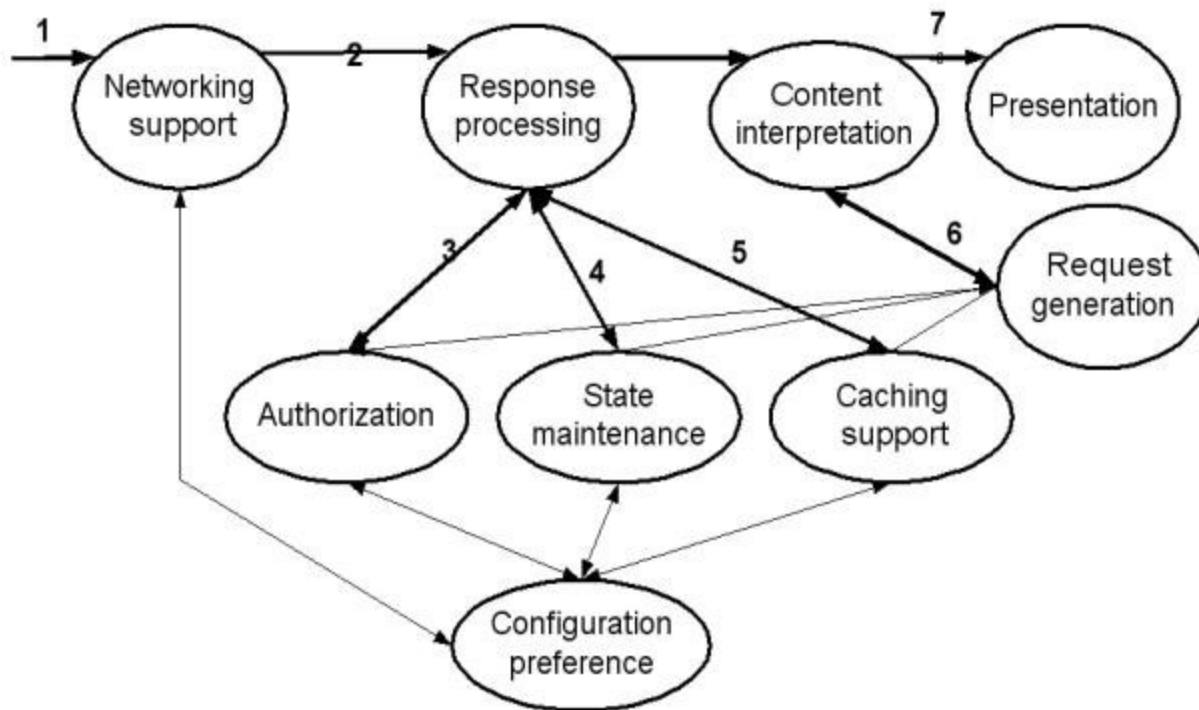 1
2
7
Networking
support
Response
processing
Content
interpretation
Presentation
3
4
5
6
Request
generation
Authorization
State
maintenance
Caching
support
Configuration
preference